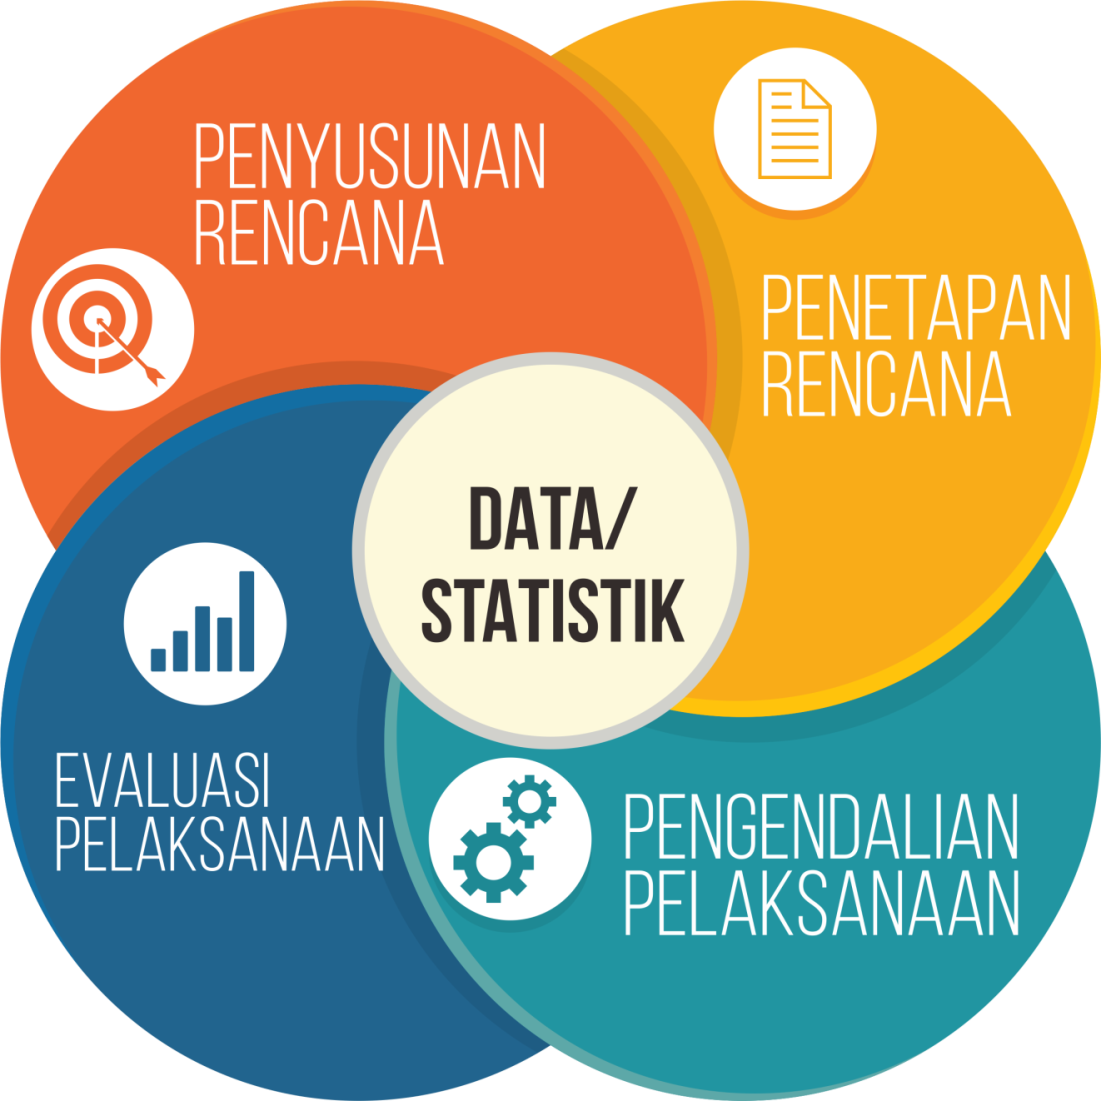 PENYUSUNAN
RENCANA
PENETAPAN
RENCANA
DATA/
STATISTIK
EVALUASI
PELAKSANAAN
PENGENDALIAN
PELAKSANAAN